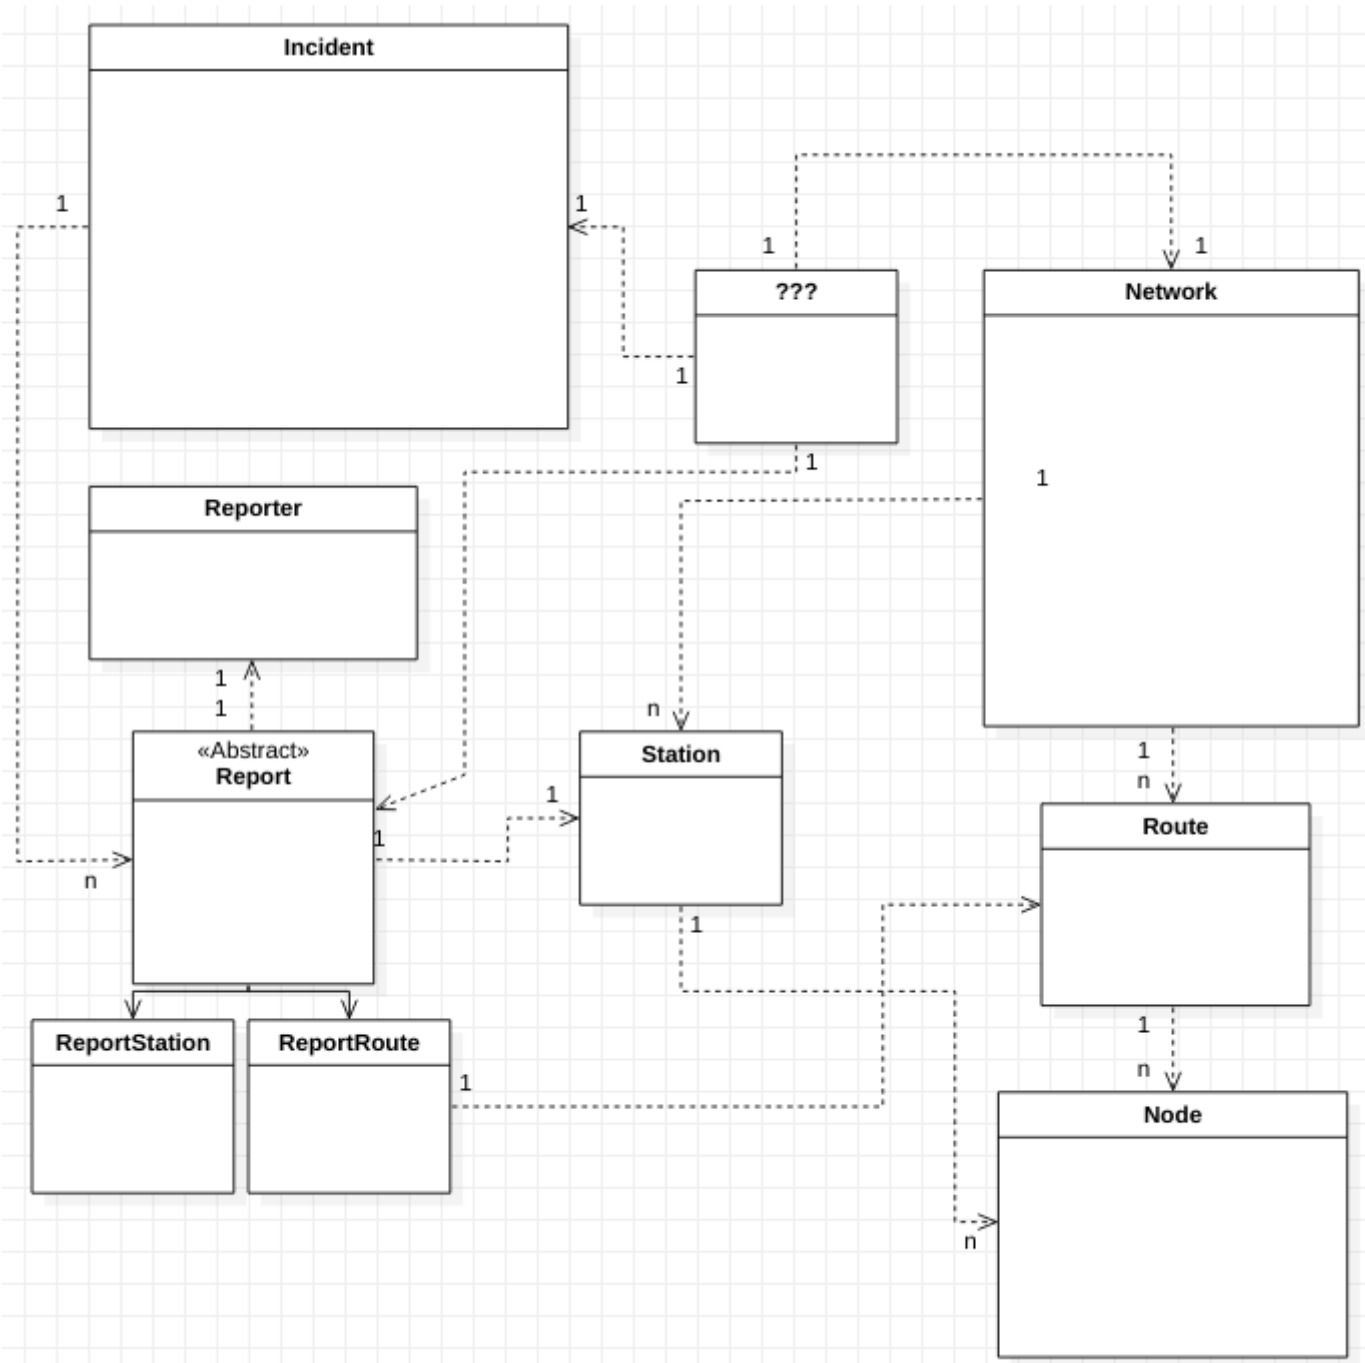 Incident
1
1
1
1
???
Network
1
1
1
Reporter
1
1
n
«Abstract»
Report
Station
1
n
1
1
Route
n
1
ReportStation
ReportRoute
1
n
1
Node
n